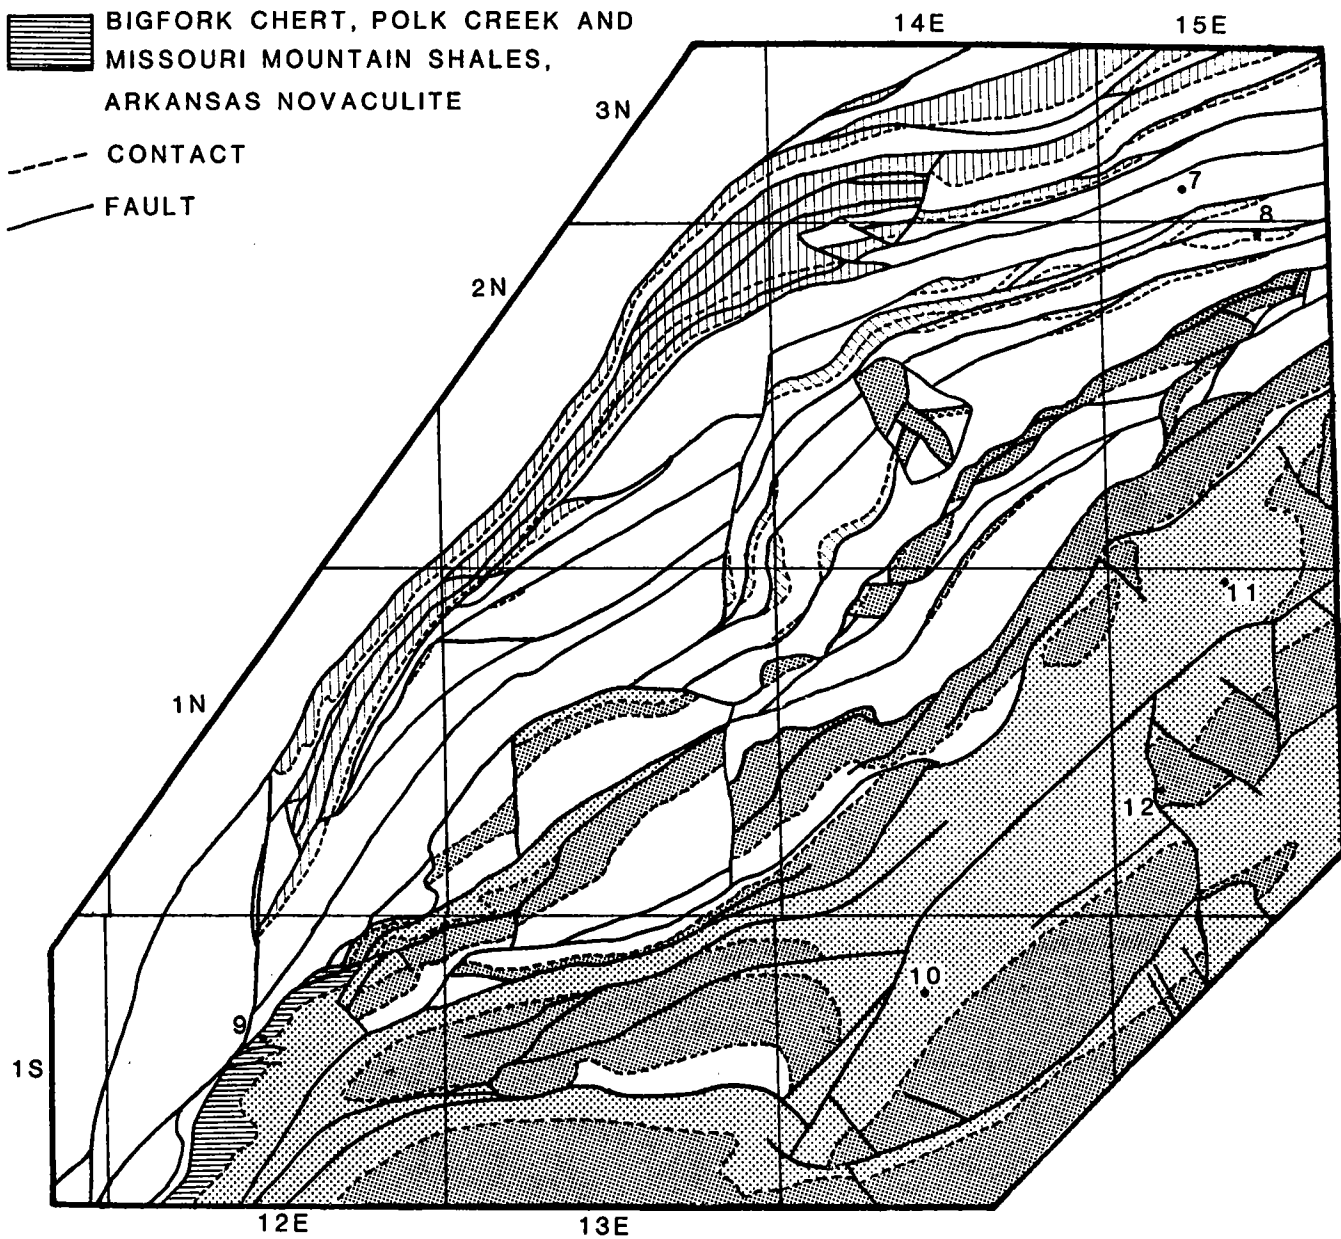 BIGFORK CHERT, POLK CREEK AND
MISSOURI MOUNTAIN SHALES,
ARKANSAS NOVACULITE
CONTACT
FAULT
14E
15E
3N
7
8
2N
11
1N
12
10
9
1S
12E
13E